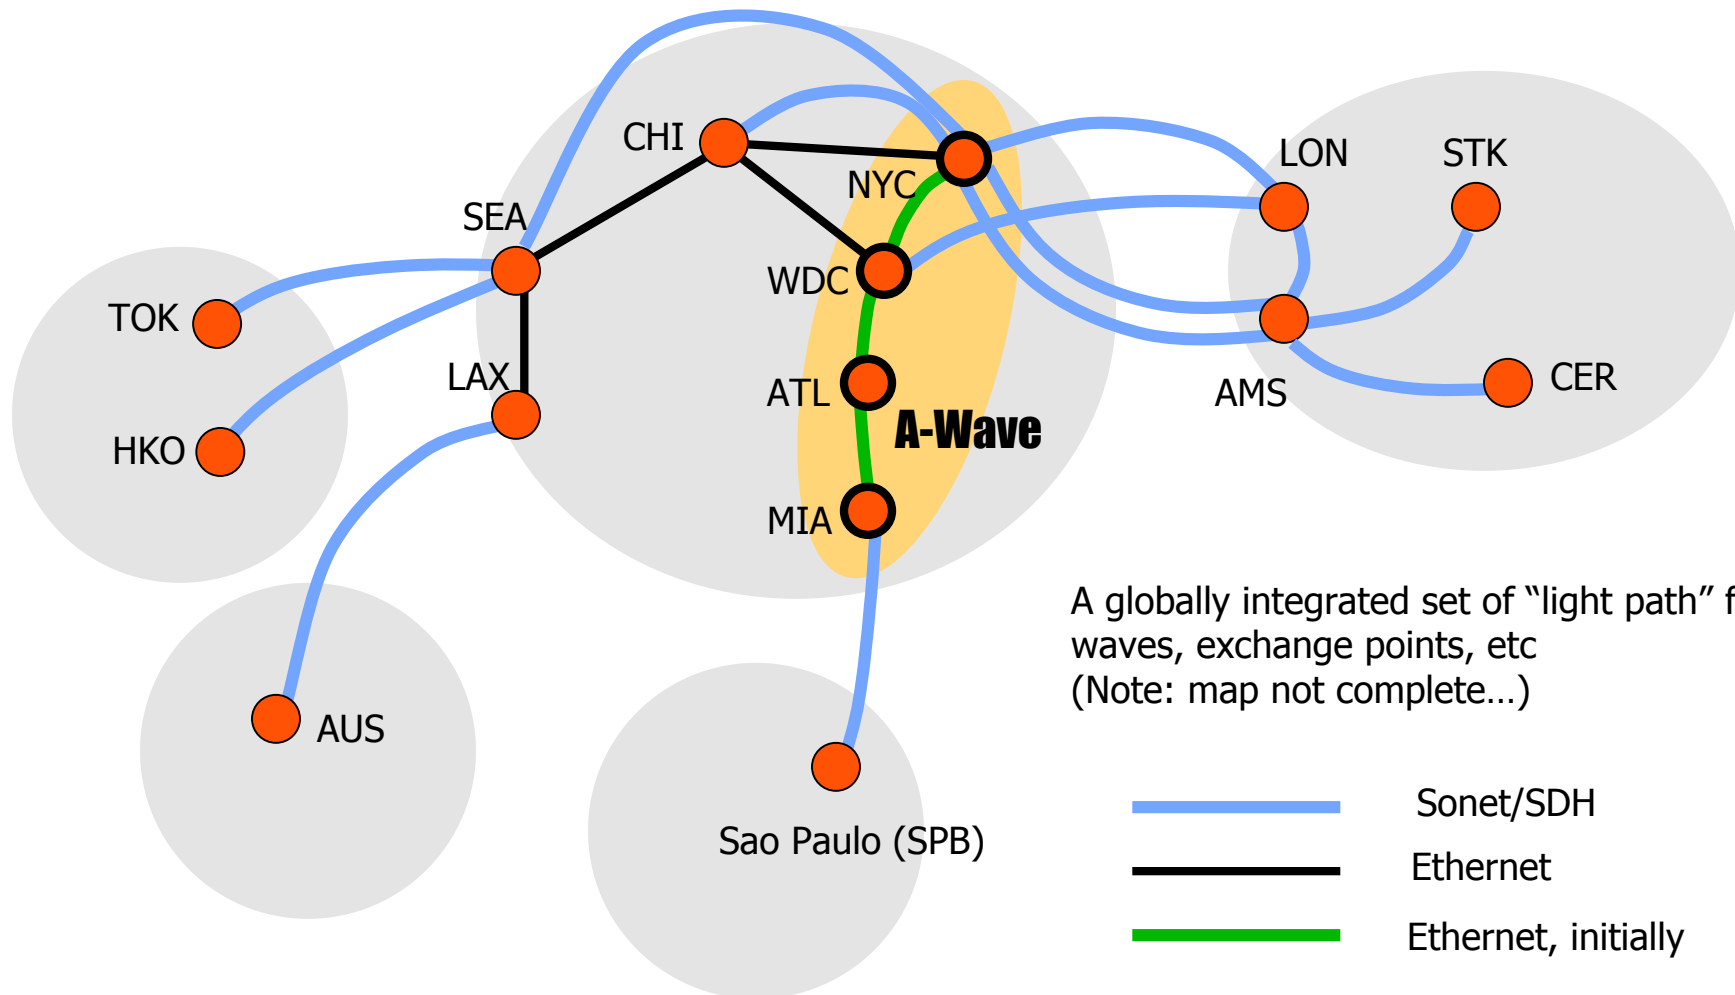 CHI
NYC
LON
STK
SEA
WDC
TOK
LAX
ATL
A-Wave
AMS
CER
HKO
MIA
A globally integrated set of “light path” f
waves, exchange points, etc
(Note: map not complete…)
AUS
Sao Paulo (SPB)
Sonet/SDH
Ethernet
Ethernet, initially